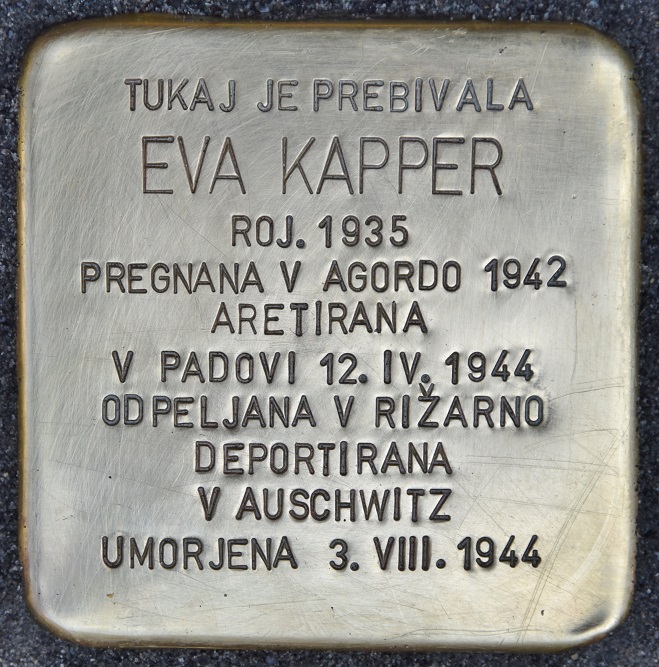 TUKAJ JE PREBIVALA
EVA KAPPER
ROJ. 1935
PREGNANA V AGORDO 1942
ARETIRANA
V PADOVI 12. IV. 1944
ODPELJANA V RIŽARNO
DEPORTIRANA
V AUSCHWITZ
UMORJENA 3. VIII. 1944